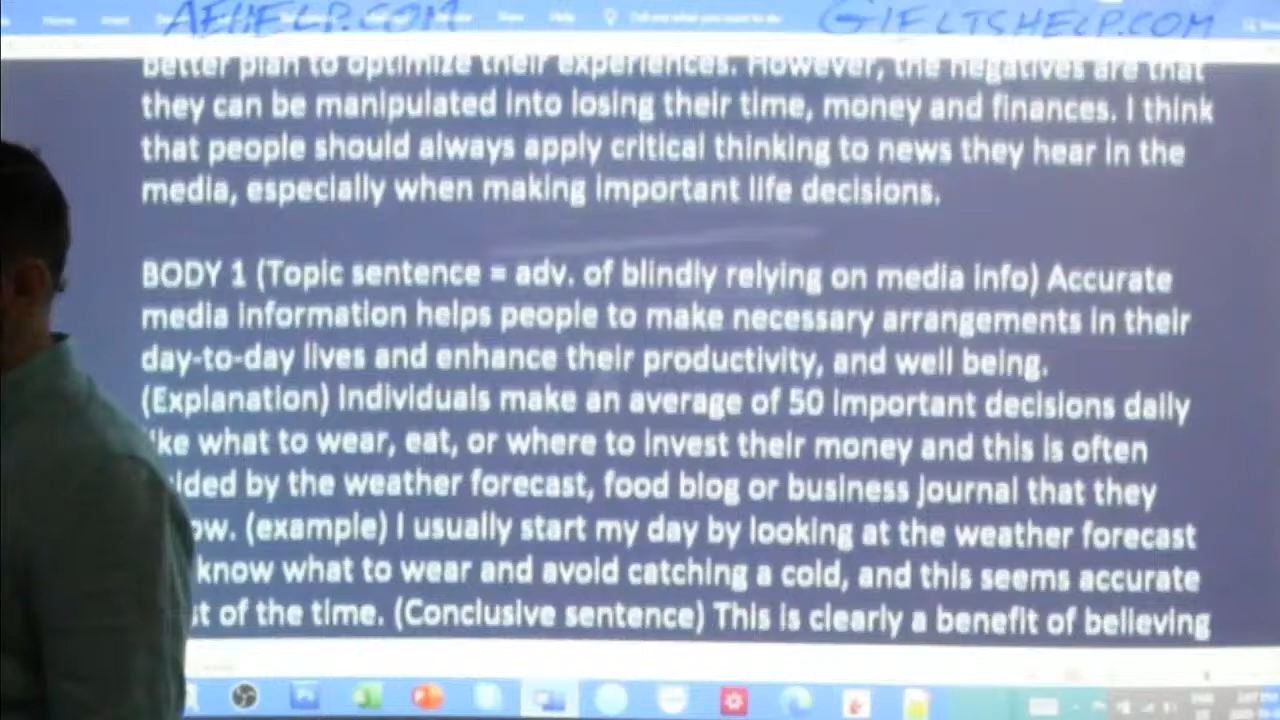 AEHELP.COM GIELTSHELP.COM
better plan to optimize their experiences. However, the negatives are that
they can be manipulated into losing their time, money and finances. I think
that people should always apply critical thinking to news they hear in the
media, especially when making important life decisions.
BODY 1 (Topic sentence = adv. of blindly relying on media info) Accurate
media information helps people to make necessary arrangements in their
day-to-day lives and enhance their productivity, and well being.
(Explanation) Individuals make an average of 50 important decisions daily
what to wear, eat, or where to invest their money and this is often
by the weather forecast, food blog or business journal that they
(example) I usually start my day by looking at the weather forecast
know what to wear and avoid catching a cold, and this seems accurate
of the time. (Conclusive sentence) This is clearly a benefit of believing